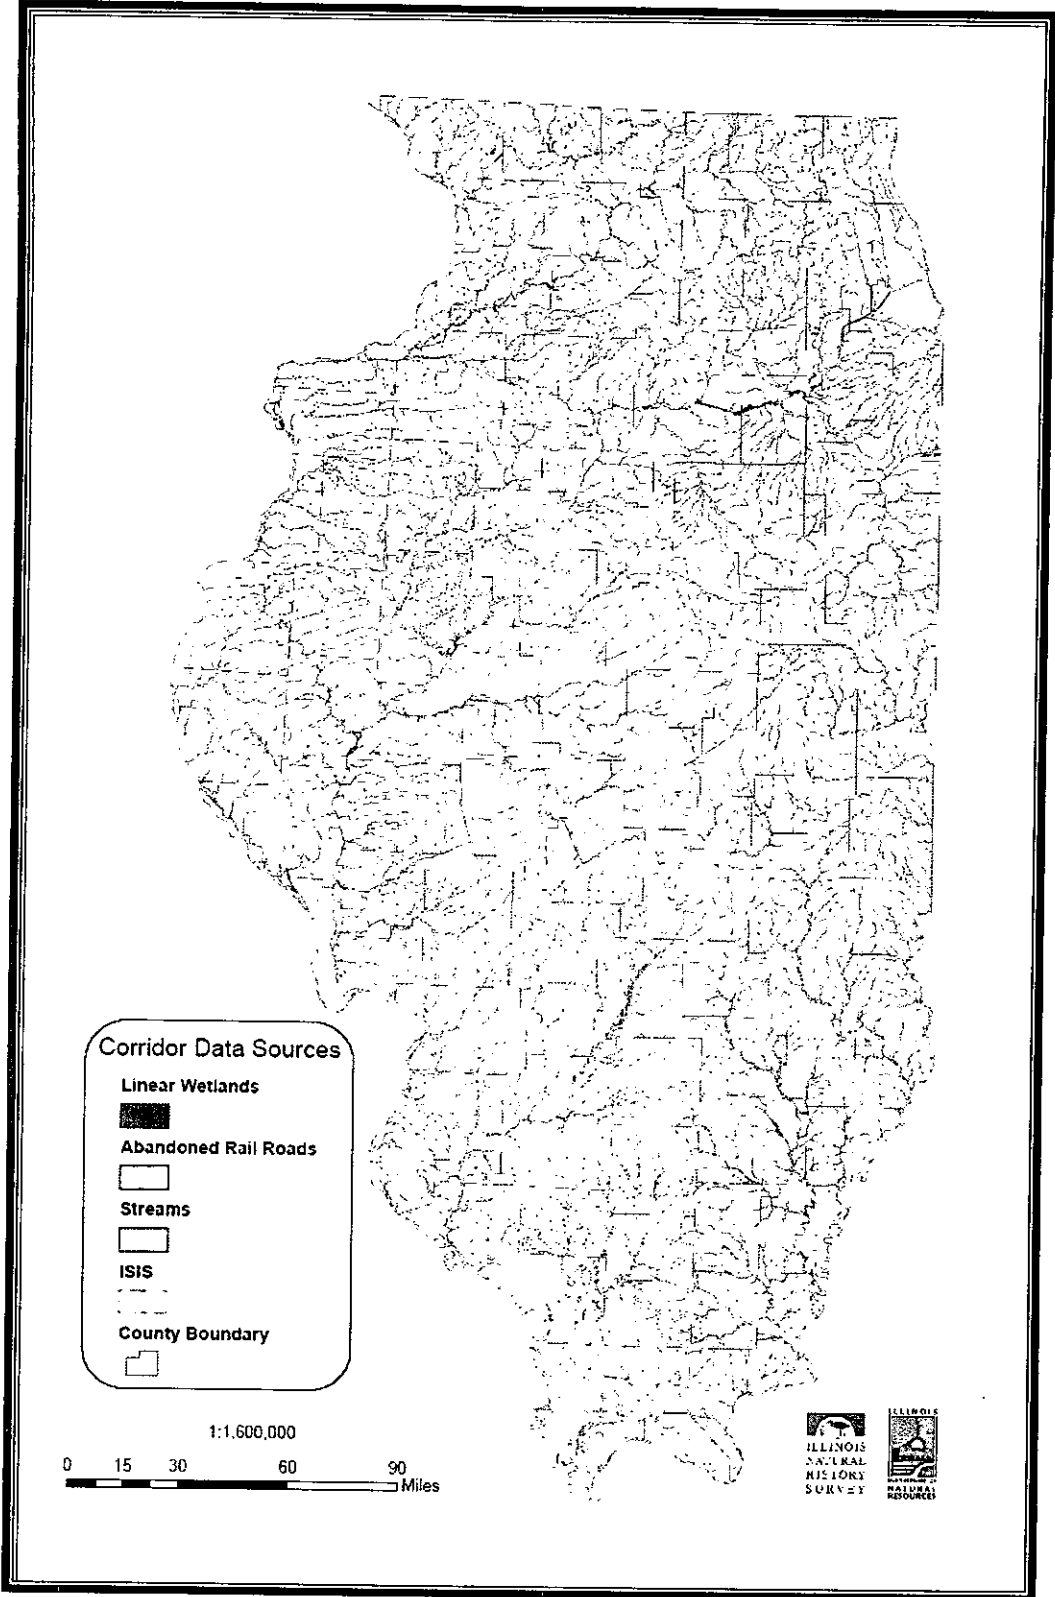 Corridor Data Sources
Linear Wetlands
Abandoned Rail Roads
Streams
ISIS
County Boundary
1:1,600,000
0 15 30 60 90
Miles
ILLINOIS
NATURAL
HISTORY
SURVEY
ILLINOIS
NATURAL
RESOURCES